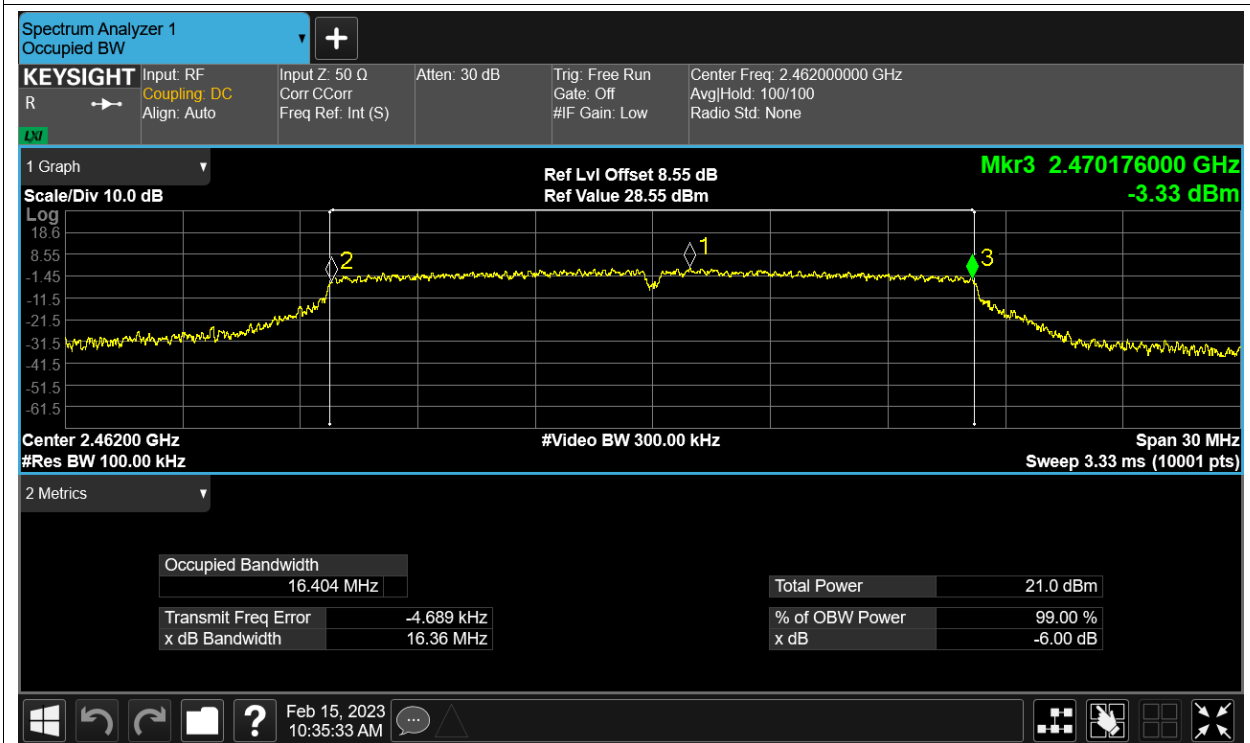 Spectrum Analyzer 1
Occupied BW
KEYSIGHT
R
LXI
Input: RF
Coupling: DC
Align: Auto
Input Z: 50 Ω
Corr CCorr
Freq Ref: Int (S)
Atten: 30 dB
Trig: Free Run
Gate: Off
#IF Gain: Low
Center Freq: 2.462000000 GHz
Avg|Hold: 100/100
Radio Std: None
1 Graph
Scale/Div 10.0 dB
Ref Lvl Offset 8.55 dB
Ref Value 28.55 dBm
Mkr3 2.470176000 GHz
-3.33 dBm
Log
18.6
8.55
-1.45
-11.5
-21.5
-31.5
-41.5
-51.5
-61.5
2
1
3
Center 2.46200 GHz
#Video BW 300.00 kHz
Span 30 MHz
#Res BW 100.00 kHz
Sweep 3.33 ms (10001 pts)
2 Metrics
Occupied Bandwidth
16.404 MHz
Total Power 21.0 dBm
Transmit Freq Error -4.689 kHz
% of OBW Power 99.00 %
x dB Bandwidth 16.36 MHz
x dB -6.00 dB
?
Feb 15, 2023
10:35:33 AM